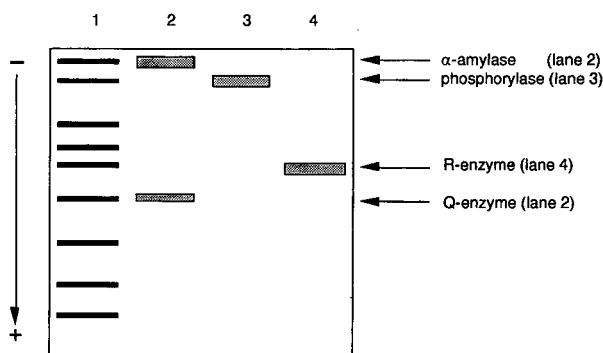 1 2 3 4
− α-amylase (lane 2)
phosphorylase (lane 3)
R-enzyme (lane 4)
Q-enzyme (lane 2)
+